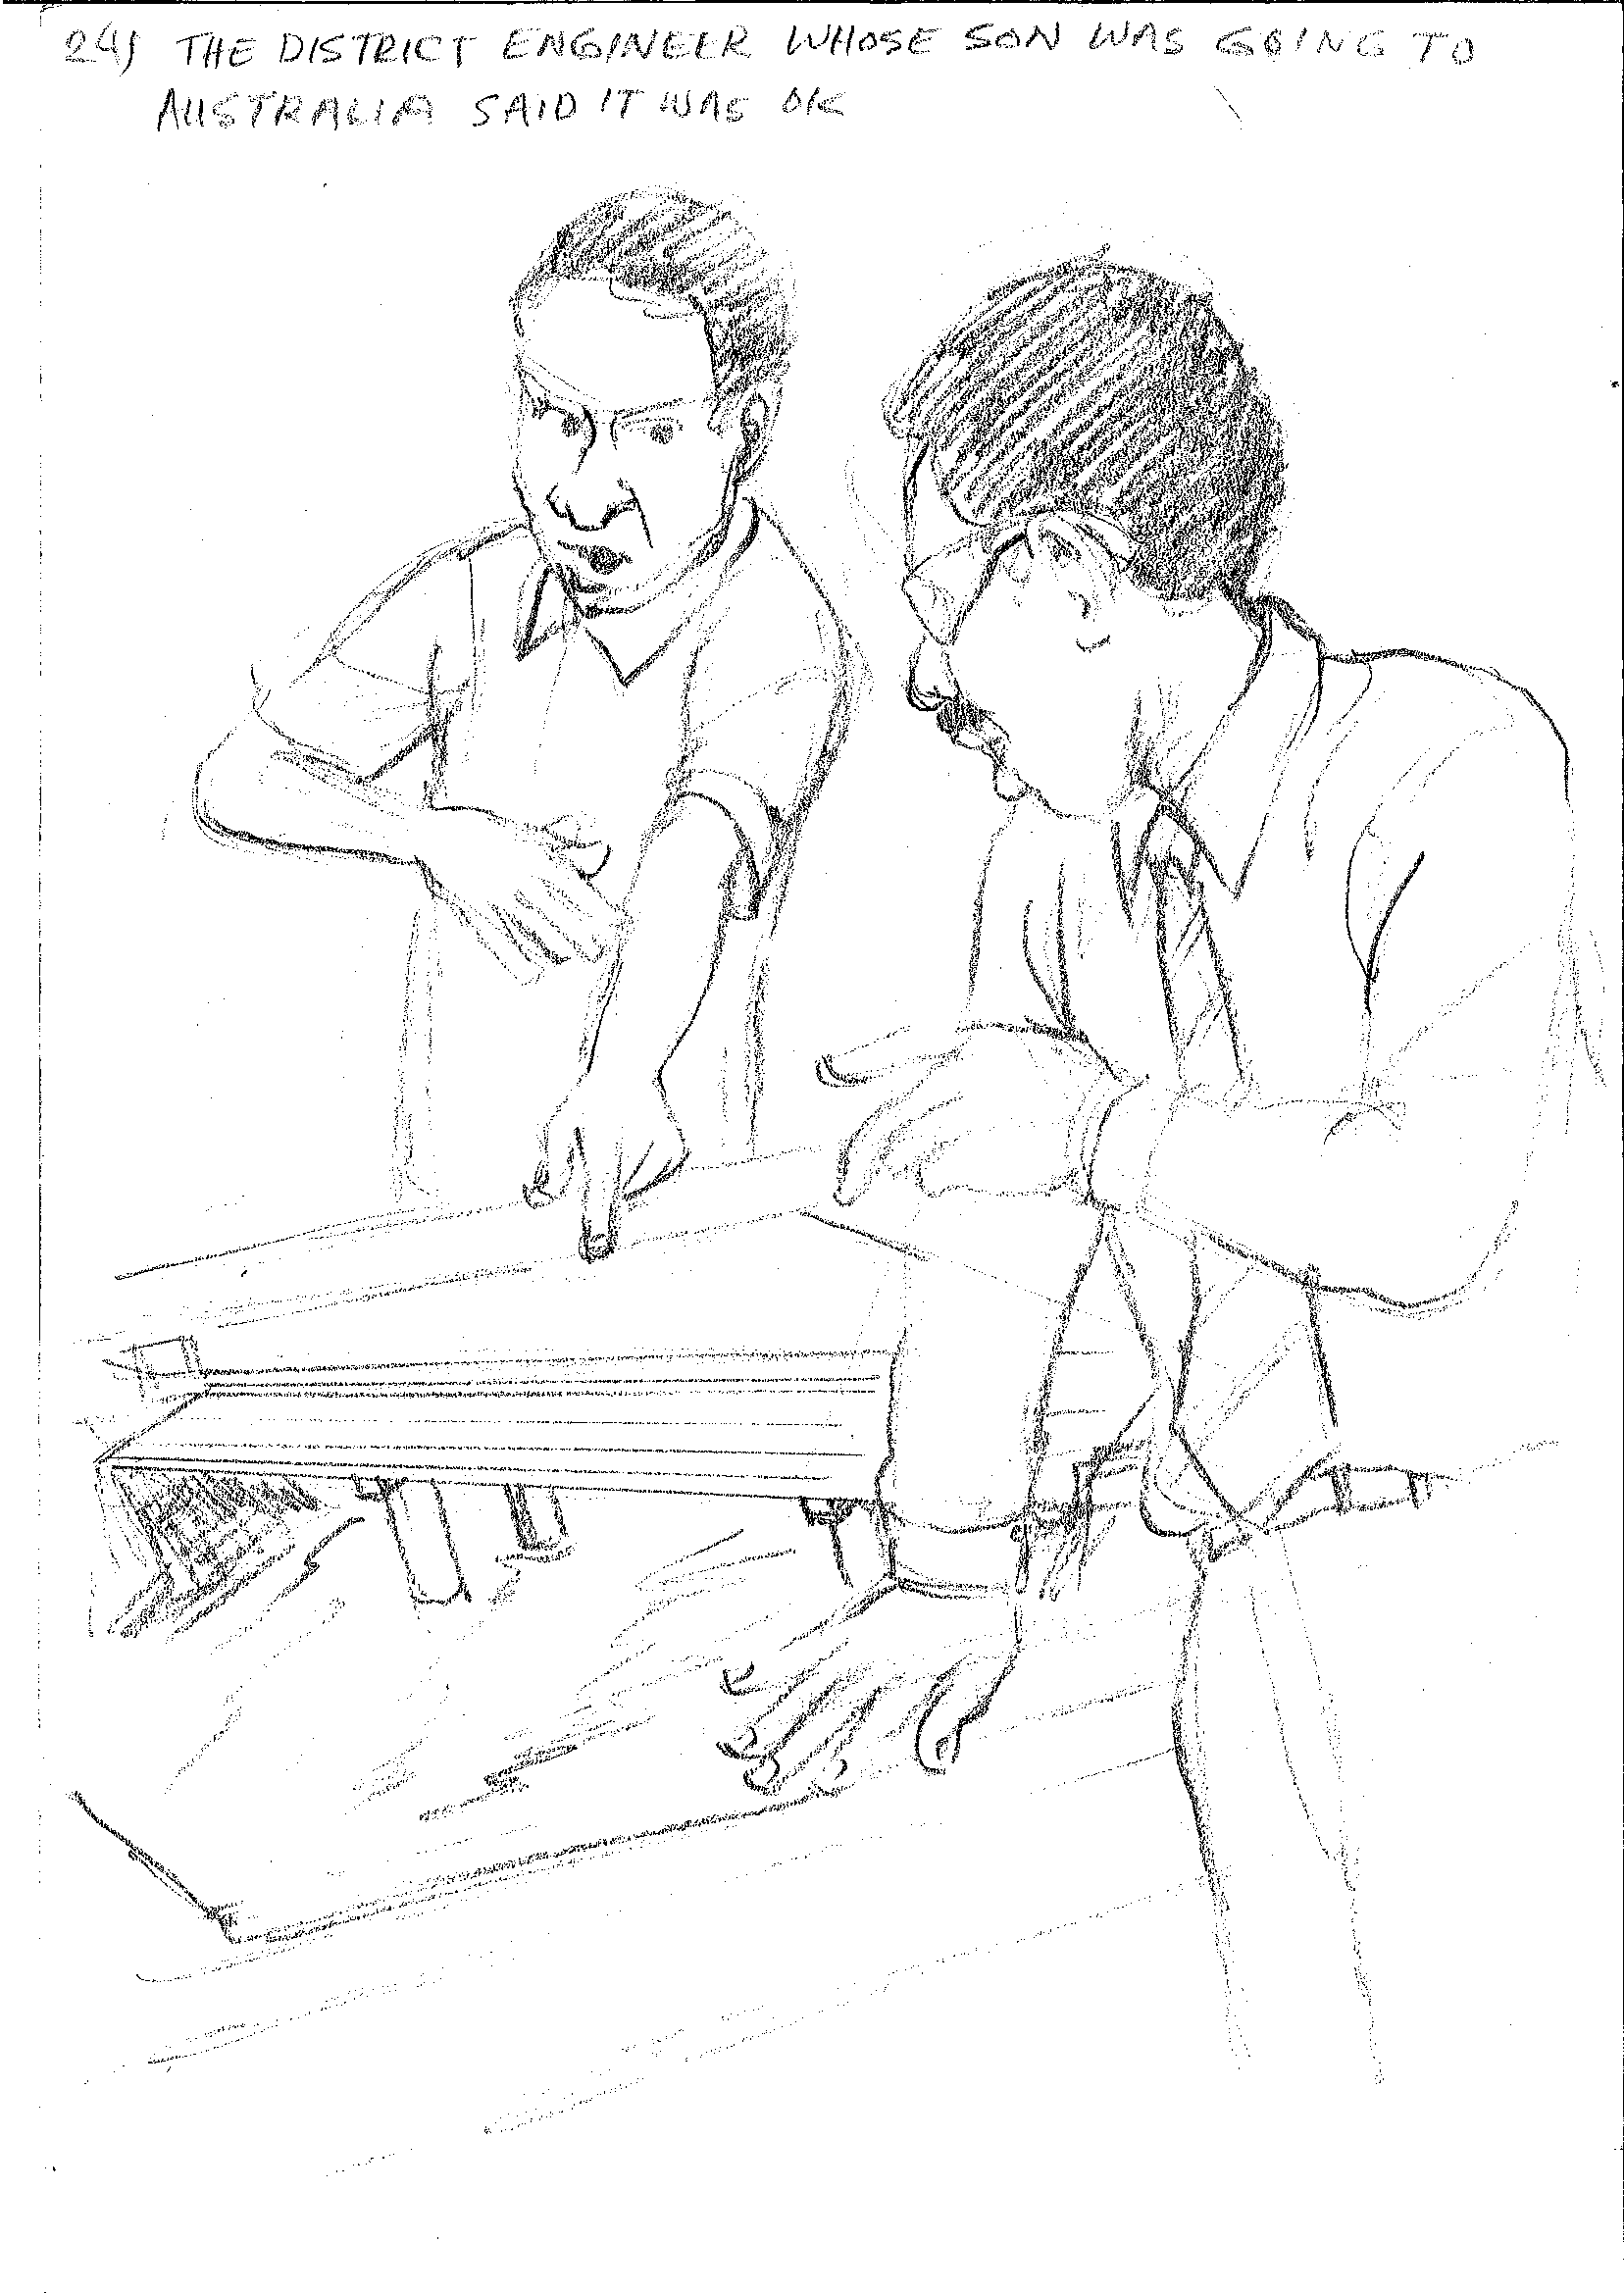 24) THE DISTRICT ENGINEER WHOSE SON WAS GOING TO
AUSTRALIA SAID IT WAS OK